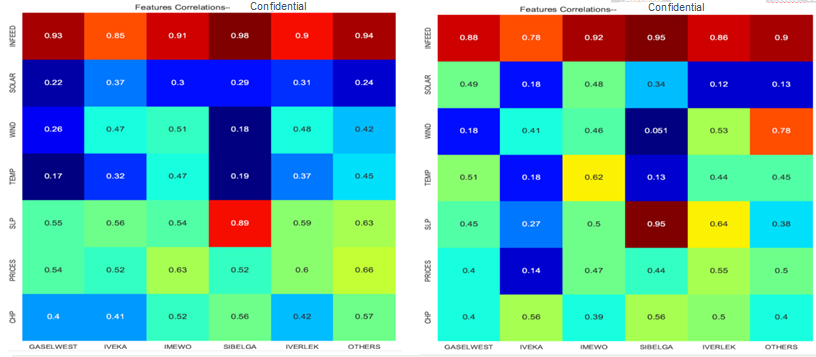 Features Correlations-- Confidential
INFEED 0.93 0.85 0.91 0.98 0.9 0.94
SOLAR 0.22 0.37 0.3 0.29 0.31 0.24
WIND 0.26 0.47 0.51 0.18 0.48 0.42
TEMP 0.17 0.32 0.47 0.19 0.37 0.45
SLP 0.55 0.56 0.54 0.89 0.59 0.63
PRICES 0.54 0.52 0.63 0.52 0.6 0.66
CHP 0.4 0.41 0.52 0.56 0.42 0.57
GASELWEST IVEKA IMEWO SIBELGA IVERLEK OTHERS
Features Correlations-- Confidential
INFEED 0.88 0.78 0.92 0.95 0.86 0.9
SOLAR 0.49 0.18 0.48 0.34 0.12 0.13
WIND 0.18 0.41 0.46 0.051 0.53 0.78
TEMP 0.51 0.18 0.62 0.13 0.44 0.45
SLP 0.45 0.27 0.5 0.95 0.64 0.38
PRICES 0.4 0.14 0.47 0.44 0.55 0.5
CHP 0.4 0.56 0.39 0.56 0.5 0.4
GASELWEST IVEKA IMEWO SIBELGA IVERLEK OTHERS